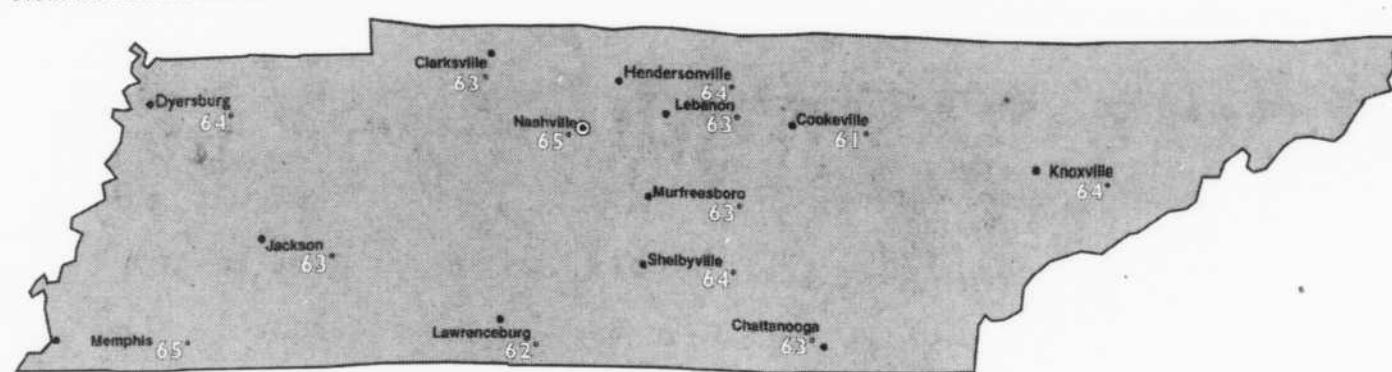 Clarksville
63°
Hendersonville
64°
Dyersburg
64°
Lebanon
63°
Nashville
65°
Cookeville
61°
Knoxville
64°
Murfreesboro
63°
Jackson
63°
Shelbyville
64°
Memphis
65°
Lawrenceburg
62°
Chattanooga
63°